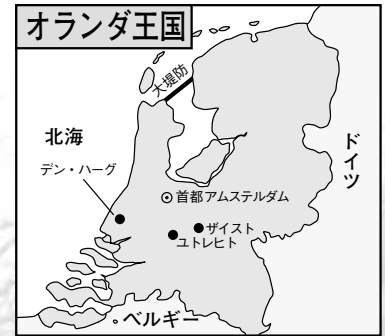 オランダ王国
大堤防
北海
ドイツ
デン・ハーグ
首都アムステルダム
ザイスト
ユトレヒト
ベルギー